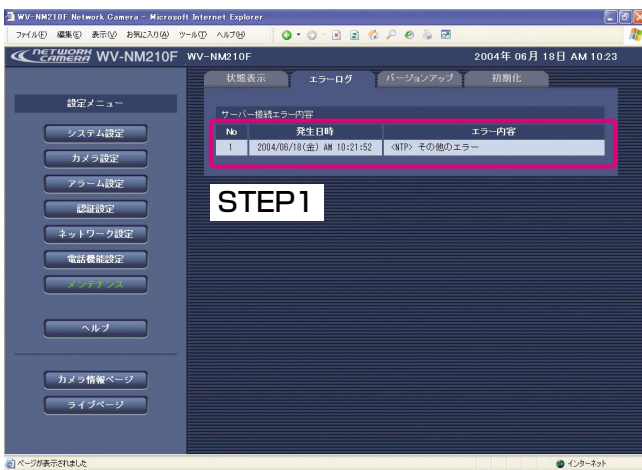 WV-NM210F Network Camera - Microsoft Internet Explorer
ファイル(F) 編集(E) 表示(V) お気に入り(A) ツール(T) ヘルプ(H)
NETWORK CAMERA WV-NM210F WV-NM210F 2004年 06月 18日 AM 10:23
状態表示 エラーログ バージョンアップ 初期化
設定メニュー
サーバー接続エラー内容
No 発生日時 エラー内容
1 2004/06/18(金) AM 10:21:52 <NTP> その他のエラー
システム設定
カメラ設定
アラーム設定
STEP1
認証設定
ネットワーク設定
電話機能設定
メンテナンス
ヘルプ
カメラ情報ページ
ライブページ
ページが表示されました インターネット